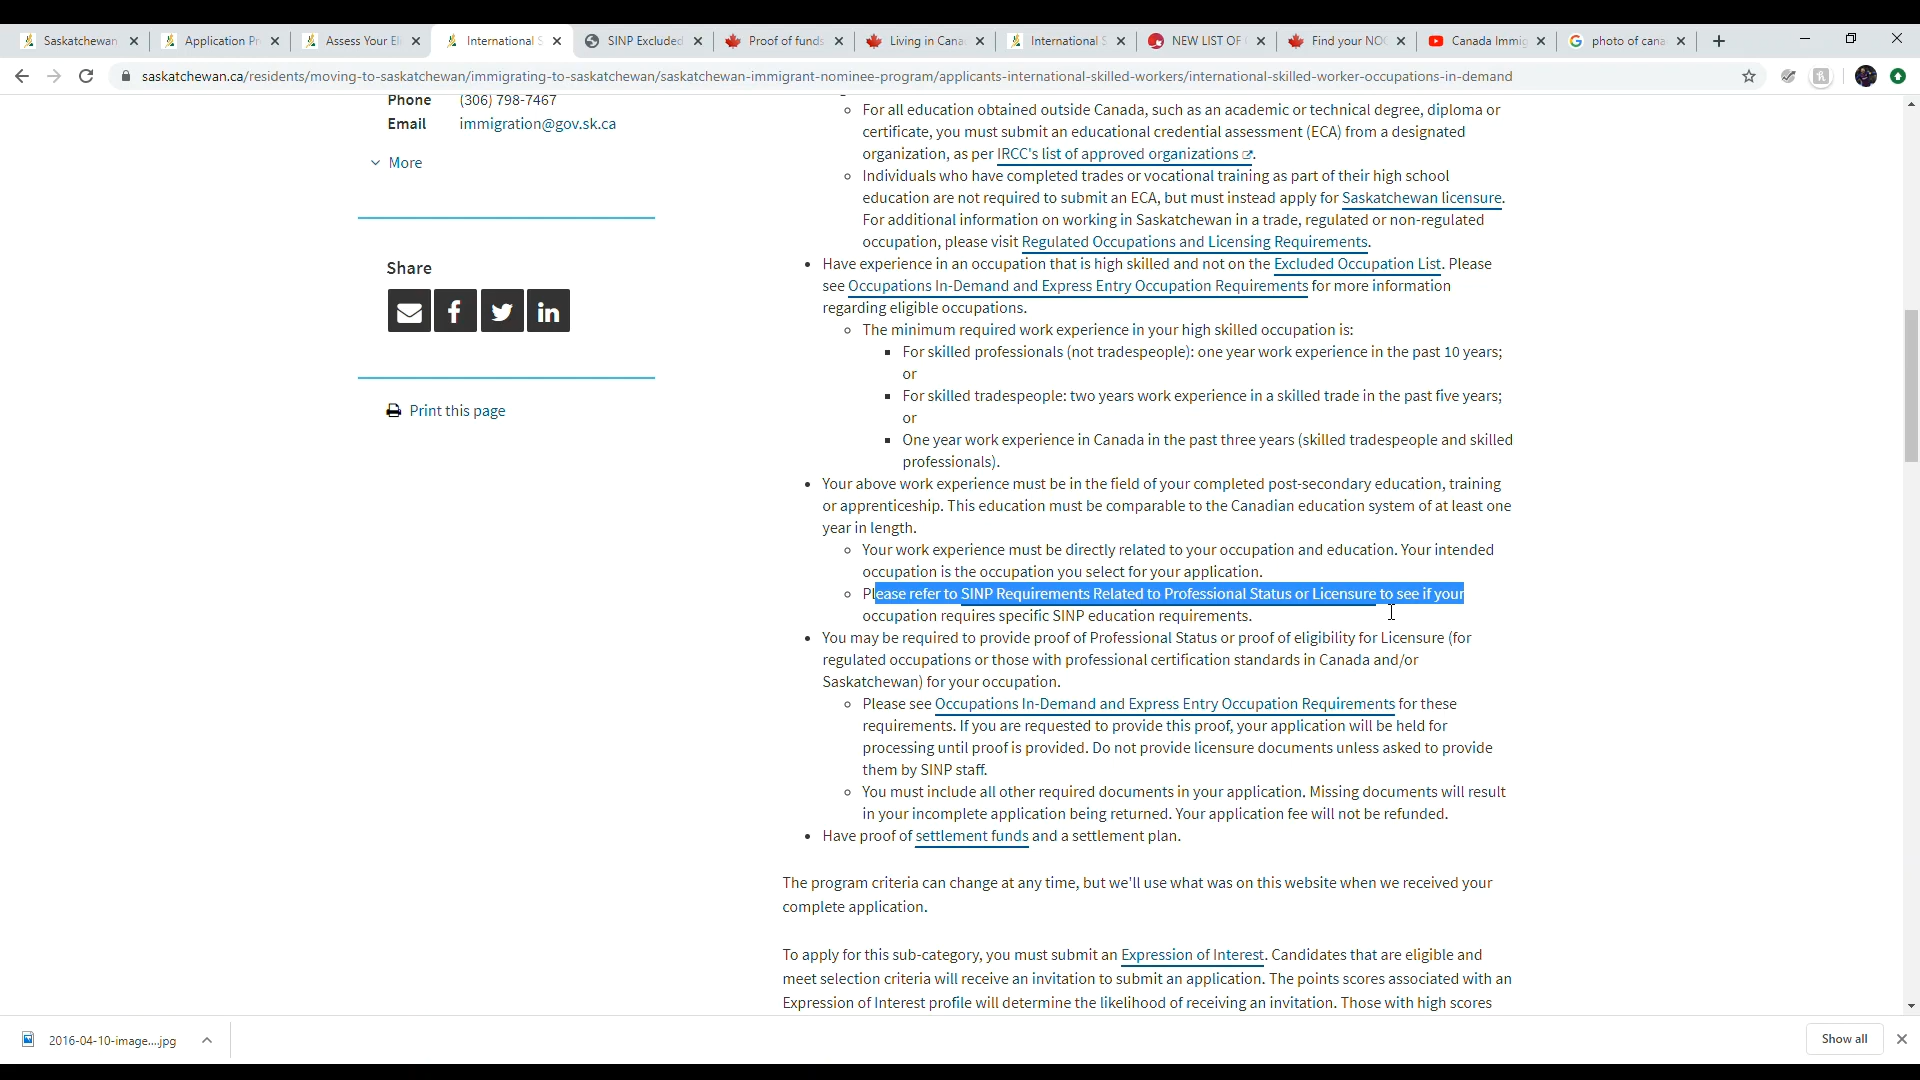 Saskatchewan
Application Pr
Assess Your El
International S
SINP Excluded
Proof of funds
Living in Cana
International S
NEW LIST OF
Find your NOC
Canada Immig
photo of cana
saskatchewan.ca/residents/moving-to-saskatchewan/immigrating-to-saskatchewan/saskatchewan-immigrant-nominee-program/applicants-international-skilled-workers/international-skilled-worker-occupations-in-demand
Phone (306) 798-7467
Email immigration@gov.sk.ca
More
Share
Print this page
For all education obtained outside Canada, such as an academic or technical degree, diploma or
certificate, you must submit an educational credential assessment (ECA) from a designated
organization, as per IRCC's list of approved organizations.
Individuals who have completed trades or vocational training as part of their high school
education are not required to submit an ECA, but must instead apply for Saskatchewan licensure.
For additional information on working in Saskatchewan in a trade, regulated or non-regulated
occupation, please visit Regulated Occupations and Licensing Requirements.
Have experience in an occupation that is high skilled and not on the Excluded Occupation List. Please
see Occupations In-Demand and Express Entry Occupation Requirements for more information
regarding eligible occupations.
The minimum required work experience in your high skilled occupation is:
For skilled professionals (not tradespeople): one year work experience in the past 10 years;
or
For skilled tradespeople: two years work experience in a skilled trade in the past five years;
or
One year work experience in Canada in the past three years (skilled tradespeople and skilled
professionals).
Your above work experience must be in the field of your completed post-secondary education, training
or apprenticeship. This education must be comparable to the Canadian education system of at least one
year in length.
Your work experience must be directly related to your occupation and education. Your intended
occupation is the occupation you select for your application.
Please refer to SINP Requirements Related to Professional Status or Licensure to see if your
occupation requires specific SINP education requirements.
You may be required to provide proof of Professional Status or proof of eligibility for Licensure (for
regulated occupations or those with professional certification standards in Canada and/or
Saskatchewan) for your occupation.
Please see Occupations In-Demand and Express Entry Occupation Requirements for these
requirements. If you are requested to provide this proof, your application will be held for
processing until proof is provided. Do not provide licensure documents unless asked to provide
them by SINP staff.
You must include all other required documents in your application. Missing documents will result
in your incomplete application being returned. Your application fee will not be refunded.
Have proof of settlement funds and a settlement plan.
The program criteria can change at any time, but we'll use what was on this website when we received your
complete application.
To apply for this sub-category, you must submit an Expression of Interest. Candidates that are eligible and
meet selection criteria will receive an invitation to submit an application. The points scores associated with an
Expression of Interest profile will determine the likelihood of receiving an invitation. Those with high scores
2016-04-10-image....jpg
Show all